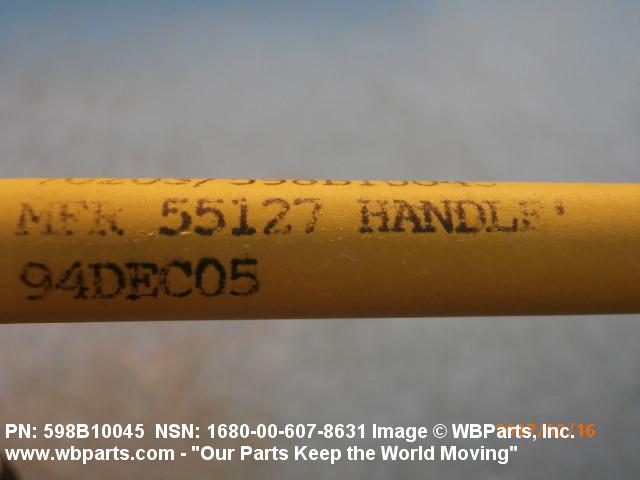 MFR 55127 HANDLE
94DEC05
PN: 598B10045 NSN: 1680-00-607-8631 Image © WBParts, Inc.
www.wbparts.com - "Our Parts Keep the World Moving"